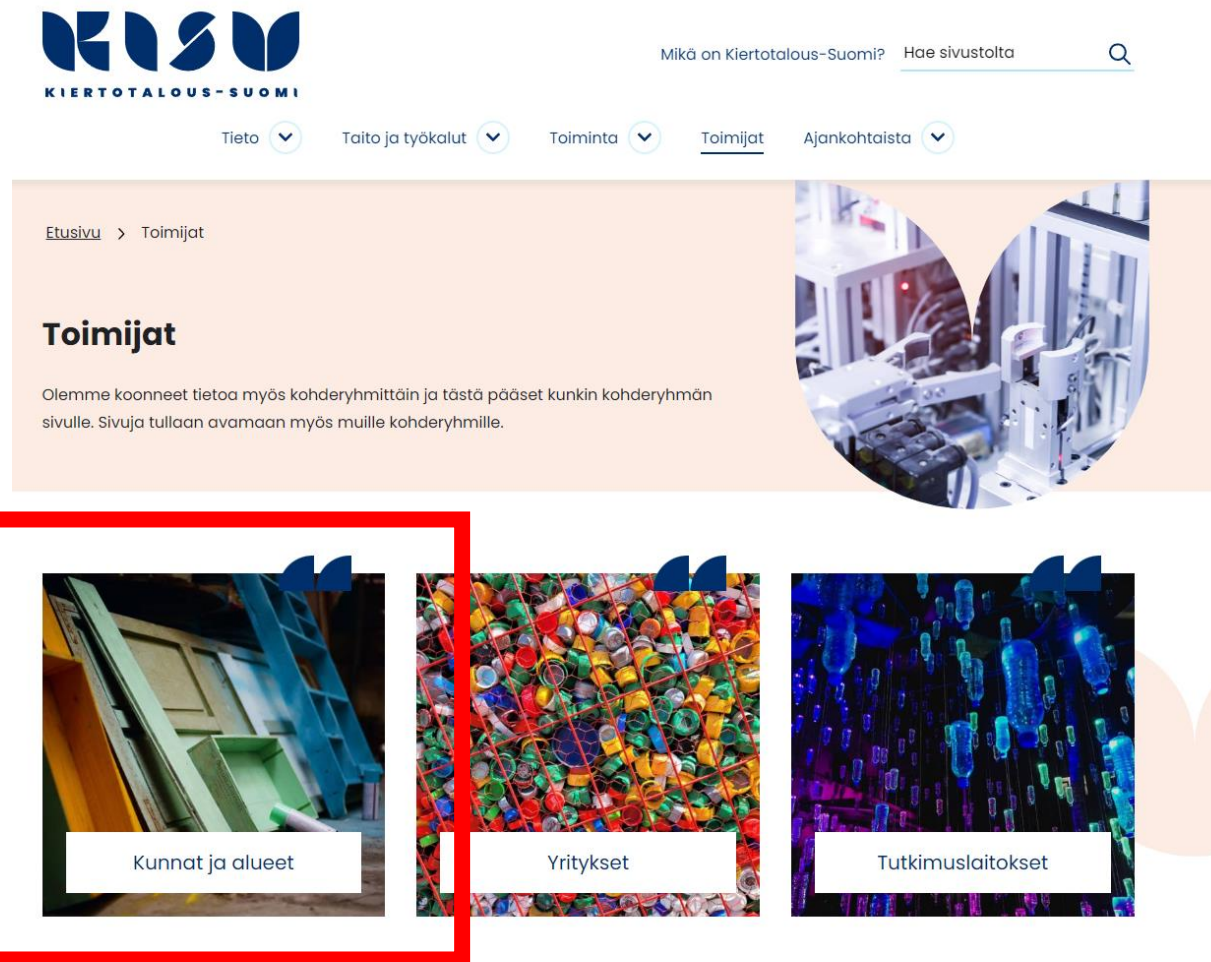 KISU
KIERTOTALOUS-SUOMI
Mikä on Kiertotalous-Suomi?
Hae sivustolta
Tieto
Taito ja työkalut
Toiminta
Toimijat
Ajankohtaista
Etusivu > Toimijat
Toimijat
Olemme koonneet tietoa myös kohderyhmittäin ja tästä pääset kunkin kohderyhmän
sivulle. Sivuja tullaan avamaan myös muille kohderyhmille.
Kunnat ja alueet
Yritykset
Tutkimuslaitokset